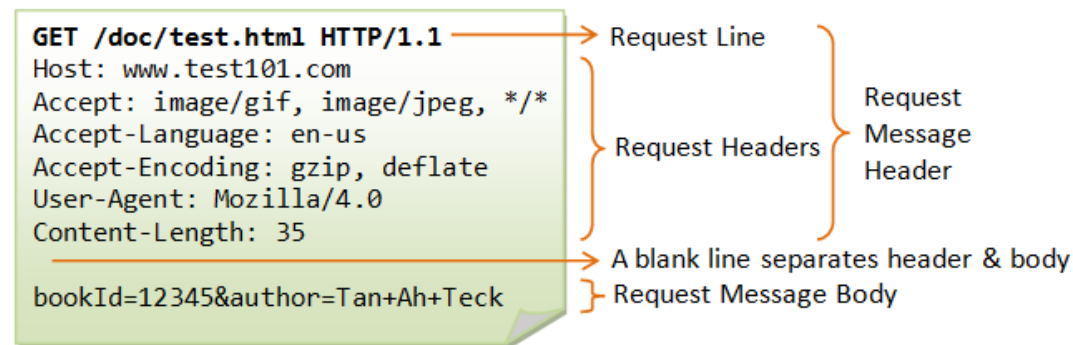 GET /doc/test.html HTTP/1.1
Host: www.test101.com
Accept: image/gif, image/jpeg, */*
Accept-Language: en-us
Accept-Encoding: gzip, deflate
User-Agent: Mozilla/4.0
Content-Length: 35
bookId=12345&author=Tan+Ah+Teck
Request Line
Request Headers
Request
Message
Header
A blank line separates header & body
Request Message Body